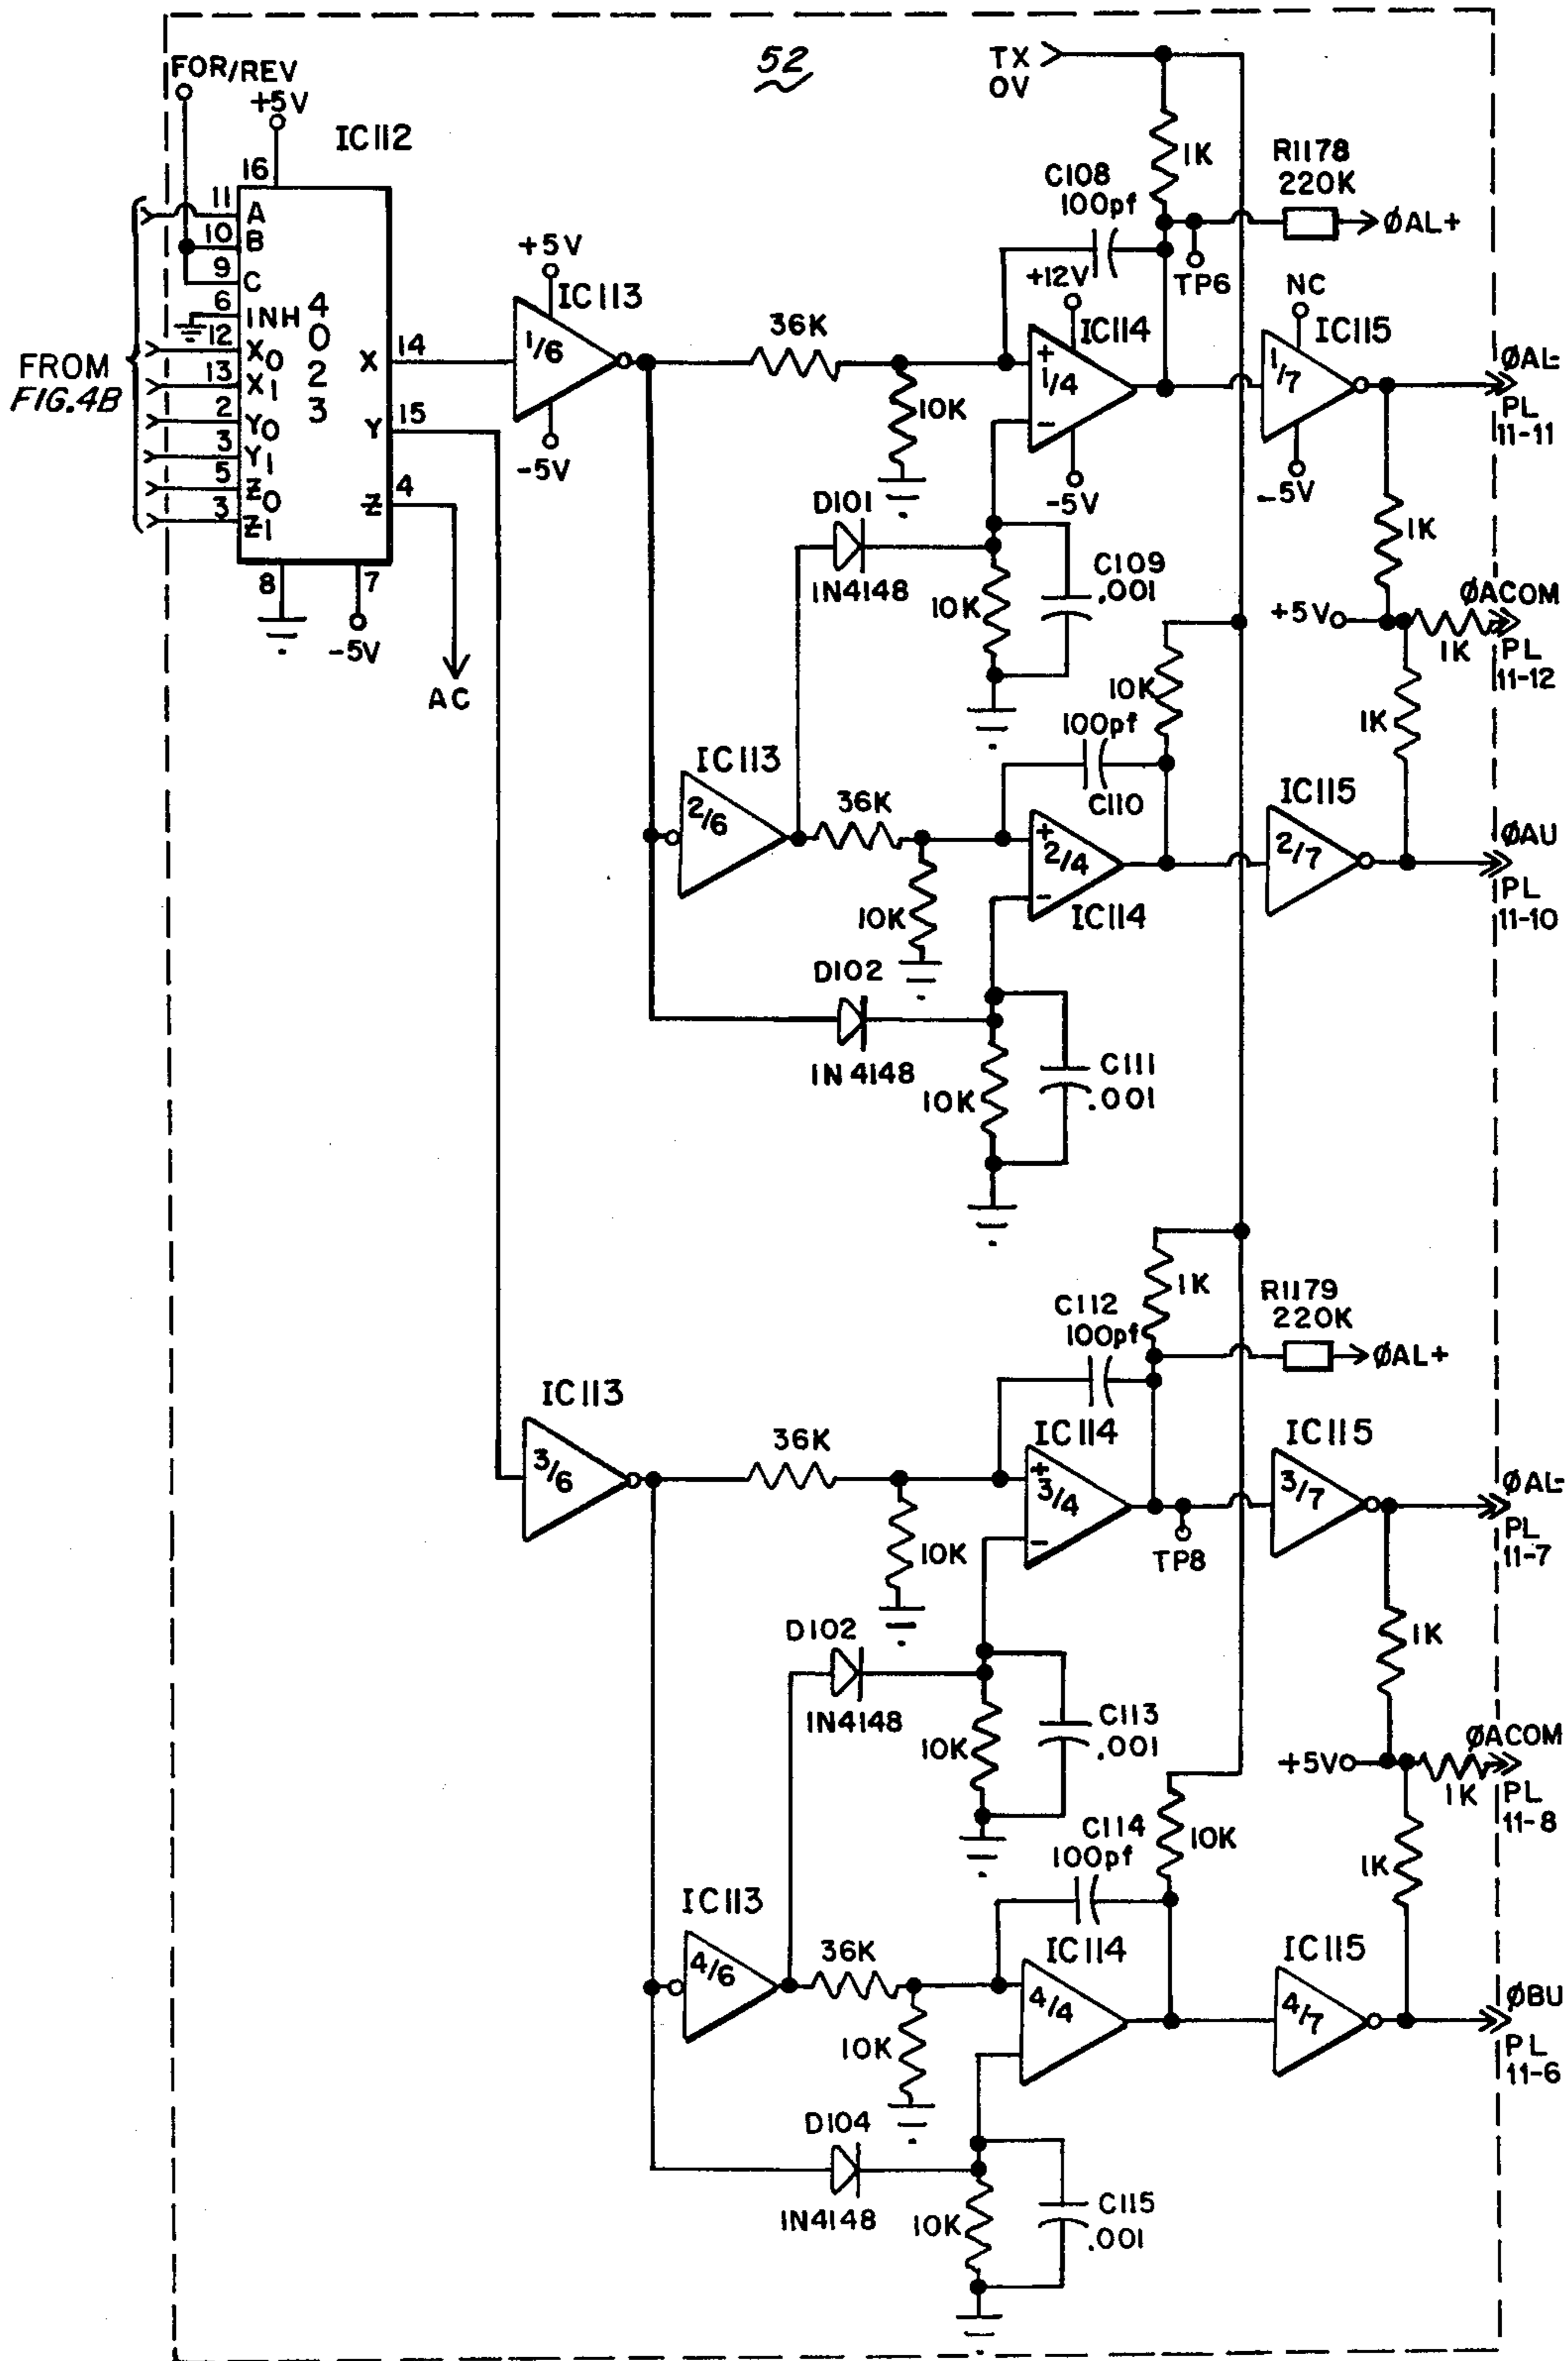 52
TX
0V
FOR/REV
+5V
IC112
16
11
A
10
B
9
C
6
INH
12
X0
13
X1
2
Y0
3
Y1
5
Z0
3
Z1
4
0
2
3
X
14
Y
15
Z
4
8
7
-5V
AC
FROM
FIG.4B
+5V
IC113
1/6
-5V
36K
10K
C108
100pf
1K
R1178
220K
ØAL+
TP6
+12V
IC114
+
1/4
-
-5V
NC
IC115
1/7
-5V
ØAL-
PL
11-11
D101
1N4148
10K
C109
.001
1K
+5V
ØACOM
1K
PL
11-12
10K
100pf
C110
1K
IC113
2/6
36K
10K
+
2/4
-
IC114
IC115
2/7
ØAU
PL
11-10
D102
1N4148
10K
C111
.001
1K
C112
100pf
R1179
220K
ØAL+
IC113
3/6
36K
10K
IC114
+
3/4
-
TP8
IC115
3/7
ØAL-
PL
11-7
D102
1N4148
10K
C113
.001
1K
+5V
ØACOM
1K
PL
11-8
C114
100pf
10K
1K
IC113
4/6
36K
10K
IC114
4/4
IC115
4/7
ØBU
PL
11-6
D104
1N4148
10K
C115
.001